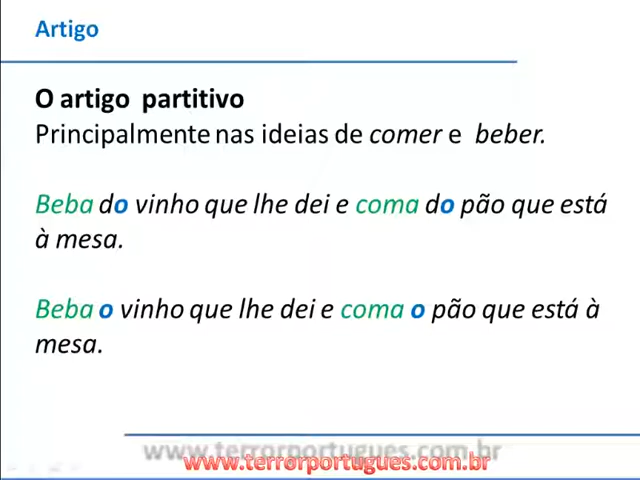 Artigo
O artigo partitivo
Principalmente nas ideias de comer e beber.
Beba do vinho que lhe dei e coma do pão que está
à mesa.
Beba o vinho que lhe dei e coma o pão que está à
mesa.
www.terrorportugues.com.br
www.terrorportugues.com.br